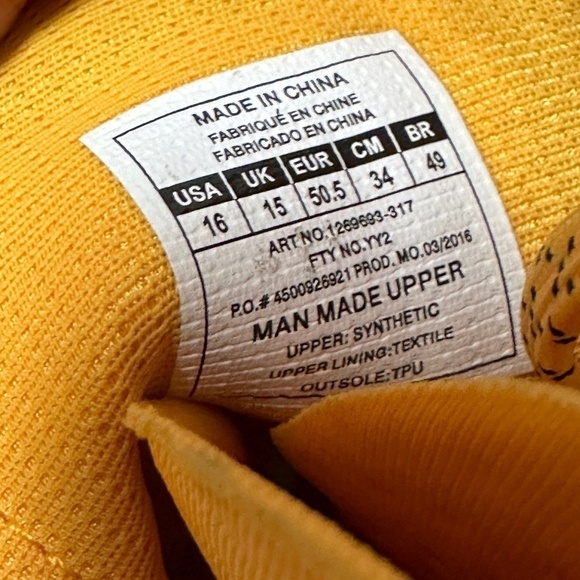 MADE IN CHINA
FABRIQUÉ EN CHINE
FABRICADO EN CHINA
USA UK EUR CM BR
16 15 50.5 34 49
ART NO.1269693-317
FTY NO.YY2
P.O.# 4500926921 PROD. MO.03/2016
MAN MADE UPPER
UPPER: SYNTHETIC
UPPER LINING:TEXTILE
OUTSOLE:TPU